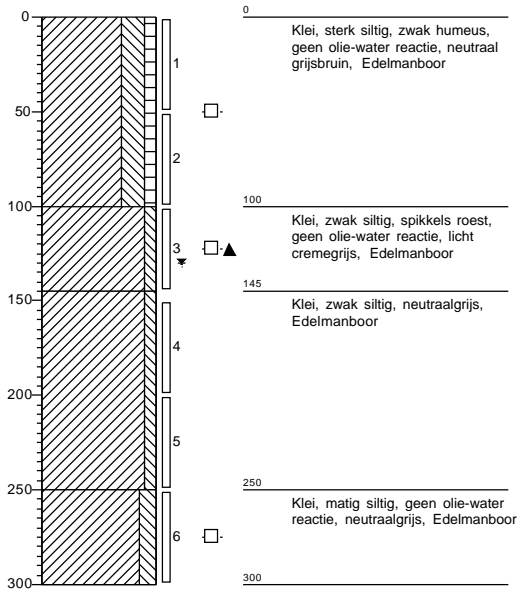 0
50
100
150
200
250
300
1
2
3
4
5
6
0
Klei, sterk siltig, zwak humeus,
geen olie-water reactie, neutraal
grijsbruin, Edelmanboor
100
Klei, zwak siltig, spikkels roest,
geen olie-water reactie, licht
cremegrijs, Edelmanboor
145
Klei, zwak siltig, neutraalgrijs,
Edelmanboor
250
Klei, matig siltig, geen olie-water
reactie, neutraalgrijs, Edelmanboor
300